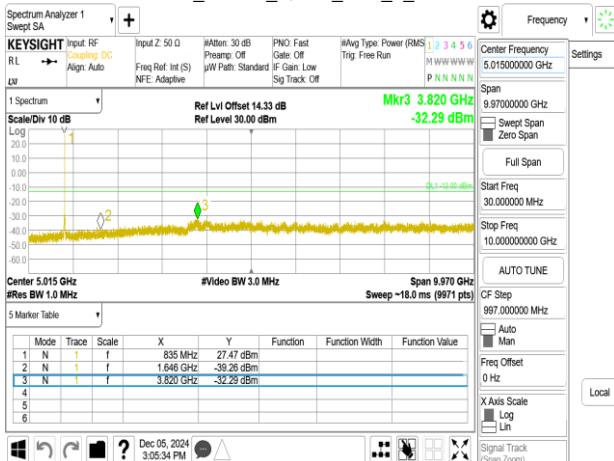 Spectrum Analyzer 1
Swept SA
Frequency
KEYSIGHT
RL
Input: RF
Coupling: DC
Align: Auto
Input Z: 50 Ω
Freq Ref: Int (S)
NFE: Adaptive
#Atten: 30 dB
Preamp: Off
µW Path: Standard
PNO: Fast
Gate: Off
IF Gain: Low
Sig Track: Off
#Avg Type: Power (RMS
Trig: Free Run
1 2 3 4 5 6
M W W W W W
P N N N N N
LXI
Center Frequency
5.015000000 GHz
Settings
1 Spectrum
Scale/Div 10 dB
Log
Ref Lvl Offset 14.33 dB
Ref Level 30.00 dBm
Mkr3 3.820 GHz
-32.29 dBm
20.0
10.0
0.00
-10.0
-20.0
-30.0
-40.0
-50.0
-60.0
1
2
3
DL1 -13.00 dBm
Center 5.015 GHz
#Res BW 1.0 MHz
#Video BW 3.0 MHz
Span 9.970 GHz
Sweep ~18.0 ms (9971 pts)
5 Marker Table
Mode Trace Scale X Y Function Function Width Function Value
1 N 1 f 835 MHz 27.47 dBm
2 N 1 f 1.646 GHz -39.26 dBm
3 N 1 f 3.820 GHz -32.29 dBm
4
5
6
Span
9.97000000 GHz
Swept Span
Zero Span
Full Span
Start Freq
30.000000 MHz
Stop Freq
10.000000000 GHz
AUTO TUNE
CF Step
997.000000 MHz
Auto
Man
Freq Offset
0 Hz
X Axis Scale
Log
Lin
Signal Track
(Span Zoom)
Local
?
Dec 05, 2024
3:05:34 PM